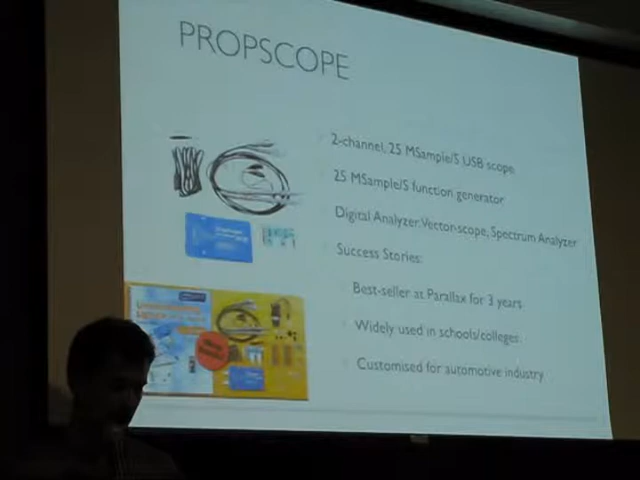 PROPSCOPE
2-channel, 25 MSample/S USB scope
25 MSample/S function generator
Digital Analyzer, Vector-scope, Spectrum Analyzer
Success Stories:
Best-seller at Parallax for 3 years
Widely used in schools/colleges
Customised for automotive industry